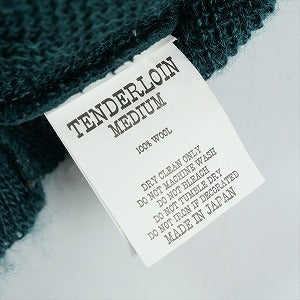 TENDERLOIN
MEDIUM
100% WOOL
DRY CLEAN ONLY
DO NOT MACHINE WASH
DO NOT BLEACH
DO NOT TUMBLE DRY
DO NOT IRON IF DECORATED
MADE IN JAPAN